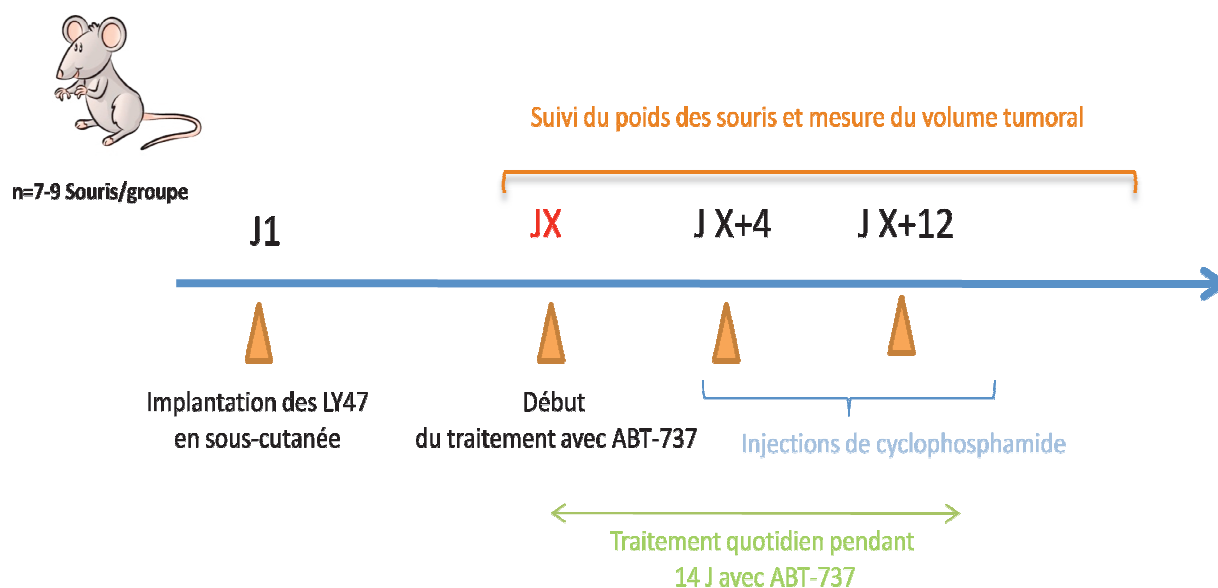 Suivi du poids des souris et mesure du volume tumoral
n=7-9 Souris/groupe
J1
JX
J X+4
J X+12
Implantation des LY47
en sous-cutanée
Début
du traitement avec ABT-737
Injections de cyclophosphamide
Traitement quotidien pendant
14 J avec ABT-737